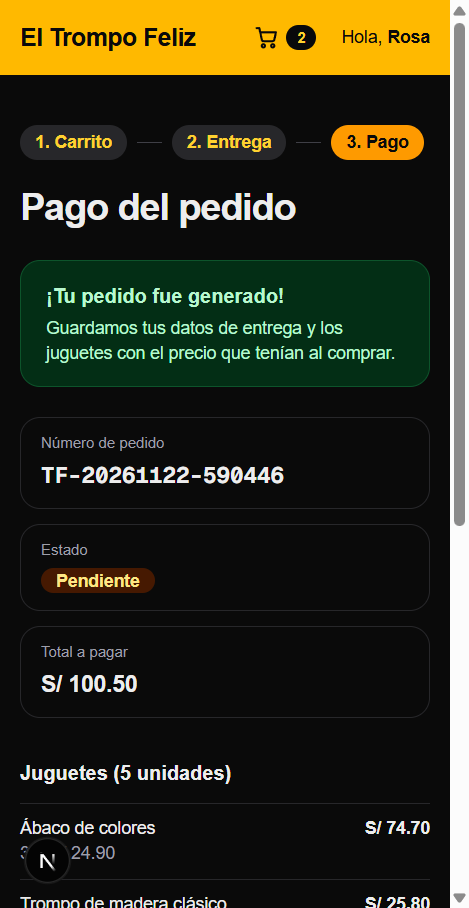 El Trompo Feliz
2
Hola, Rosa
1. Carrito
2. Entrega
3. Pago
Pago del pedido
¡Tu pedido fue generado!
Guardamos tus datos de entrega y los
juguetes con el precio que tenían al comprar.
Número de pedido
TF-20261122-590446
Estado
Pendiente
Total a pagar
S/ 100.50
Juguetes (5 unidades)
Ábaco de colores
S/ 74.70
24.90
N
Trompo de madera clásico
S/ 25.80